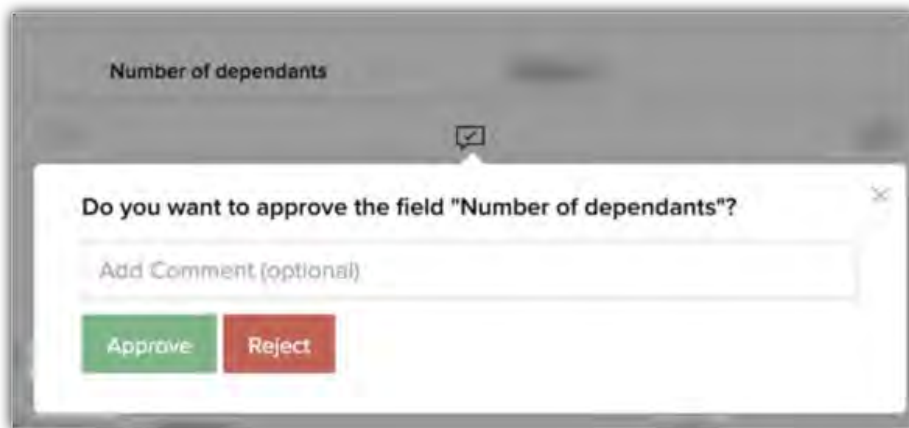 Number of dependants
Do you want to approve the field "Number of dependants"?
Add Comment (optional)
Approve
Reject